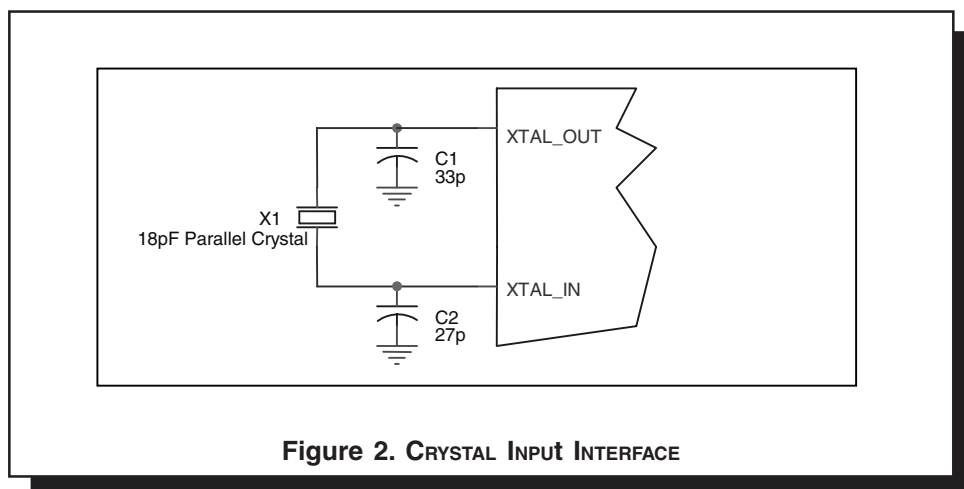 XTAL_OUT
C1
33p
X1
18pF Parallel Crystal
XTAL_IN
C2
27p
Figure 2. CRYSTAL INPUt INTERFACE